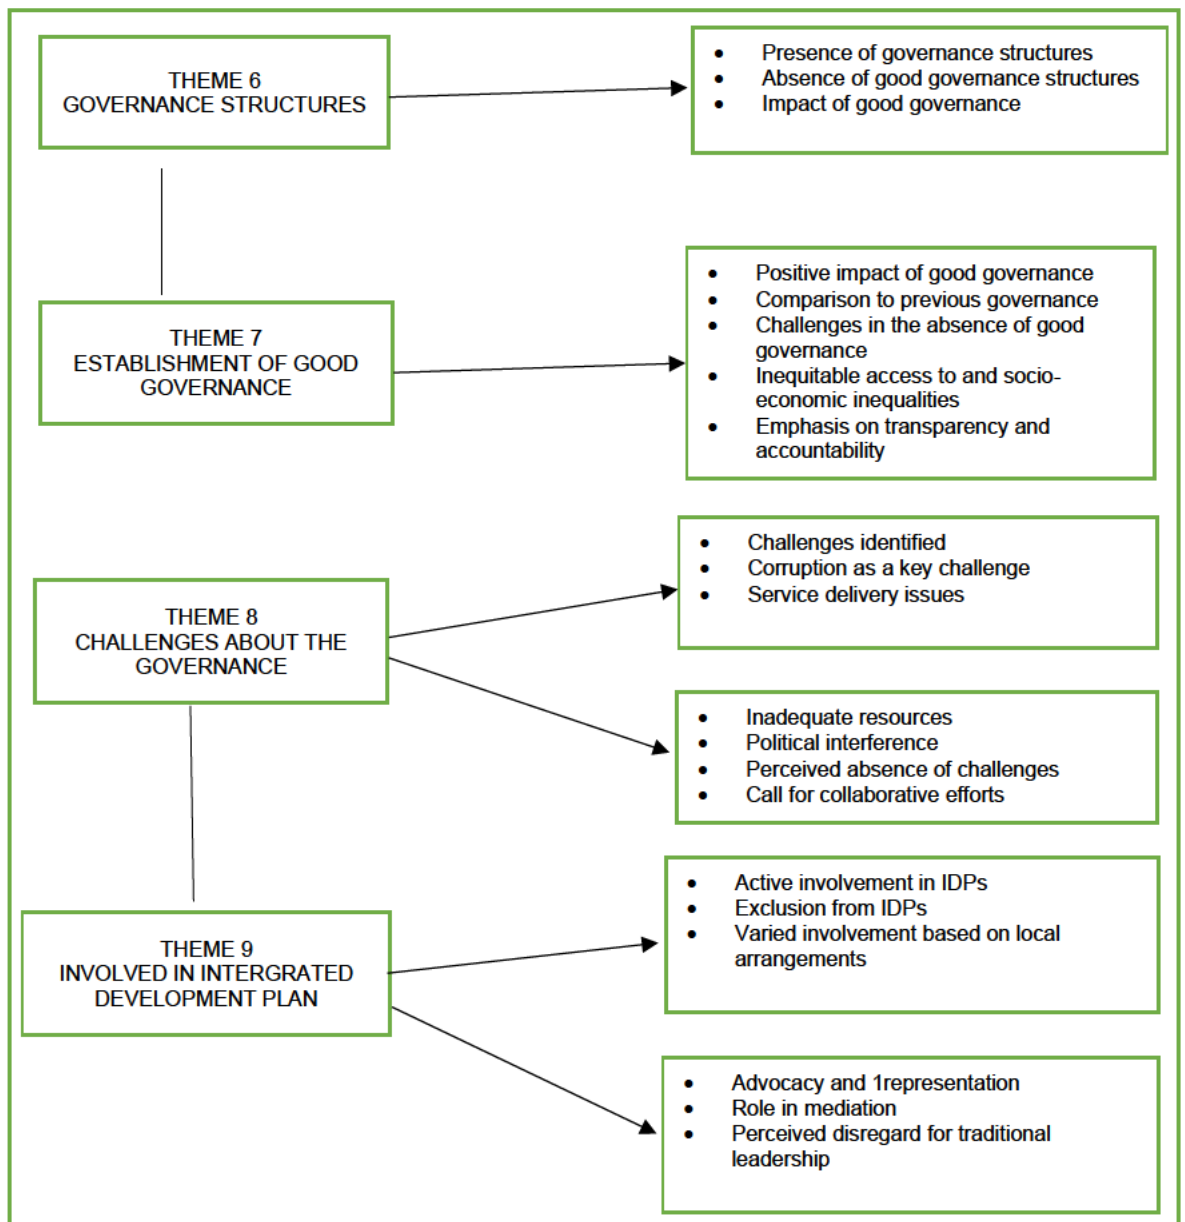 THEME 6
GOVERNANCE STRUCTURES
• Presence of governance structures
• Absence of good governance structures
• Impact of good governance
THEME 7
ESTABLISHMENT OF GOOD
GOVERNANCE
• Positive impact of good governance
• Comparison to previous governance
• Challenges in the absence of good
governance
• Inequitable access to and socio-
economic inequalities
• Emphasis on transparency and
accountability
THEME 8
CHALLENGES ABOUT THE
GOVERNANCE
• Challenges identified
• Corruption as a key challenge
• Service delivery issues
• Inadequate resources
• Political interference
• Perceived absence of challenges
• Call for collaborative efforts
THEME 9
INVOLVED IN INTERGRATED
DEVELOPMENT PLAN
• Active involvement in IDPs
• Exclusion from IDPs
• Varied involvement based on local
arrangements
• Advocacy and 1representation
• Role in mediation
• Perceived disregard for traditional
leadership